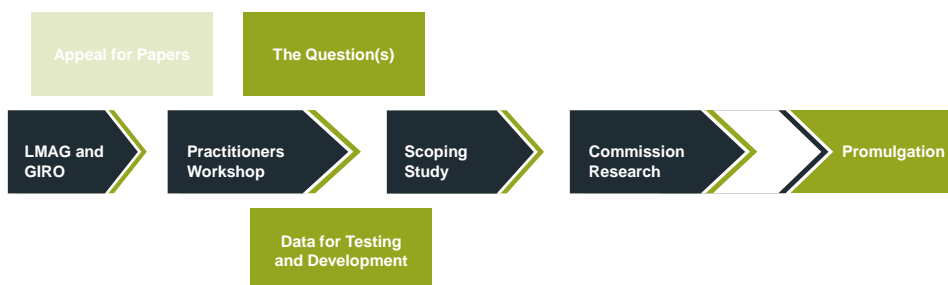 Appeal for Papers
The Question(s)
LMAG and
GIRO
Practitioners
Workshop
Scoping
Study
Commission
Research
Promulgation
Data for Testing
and Development